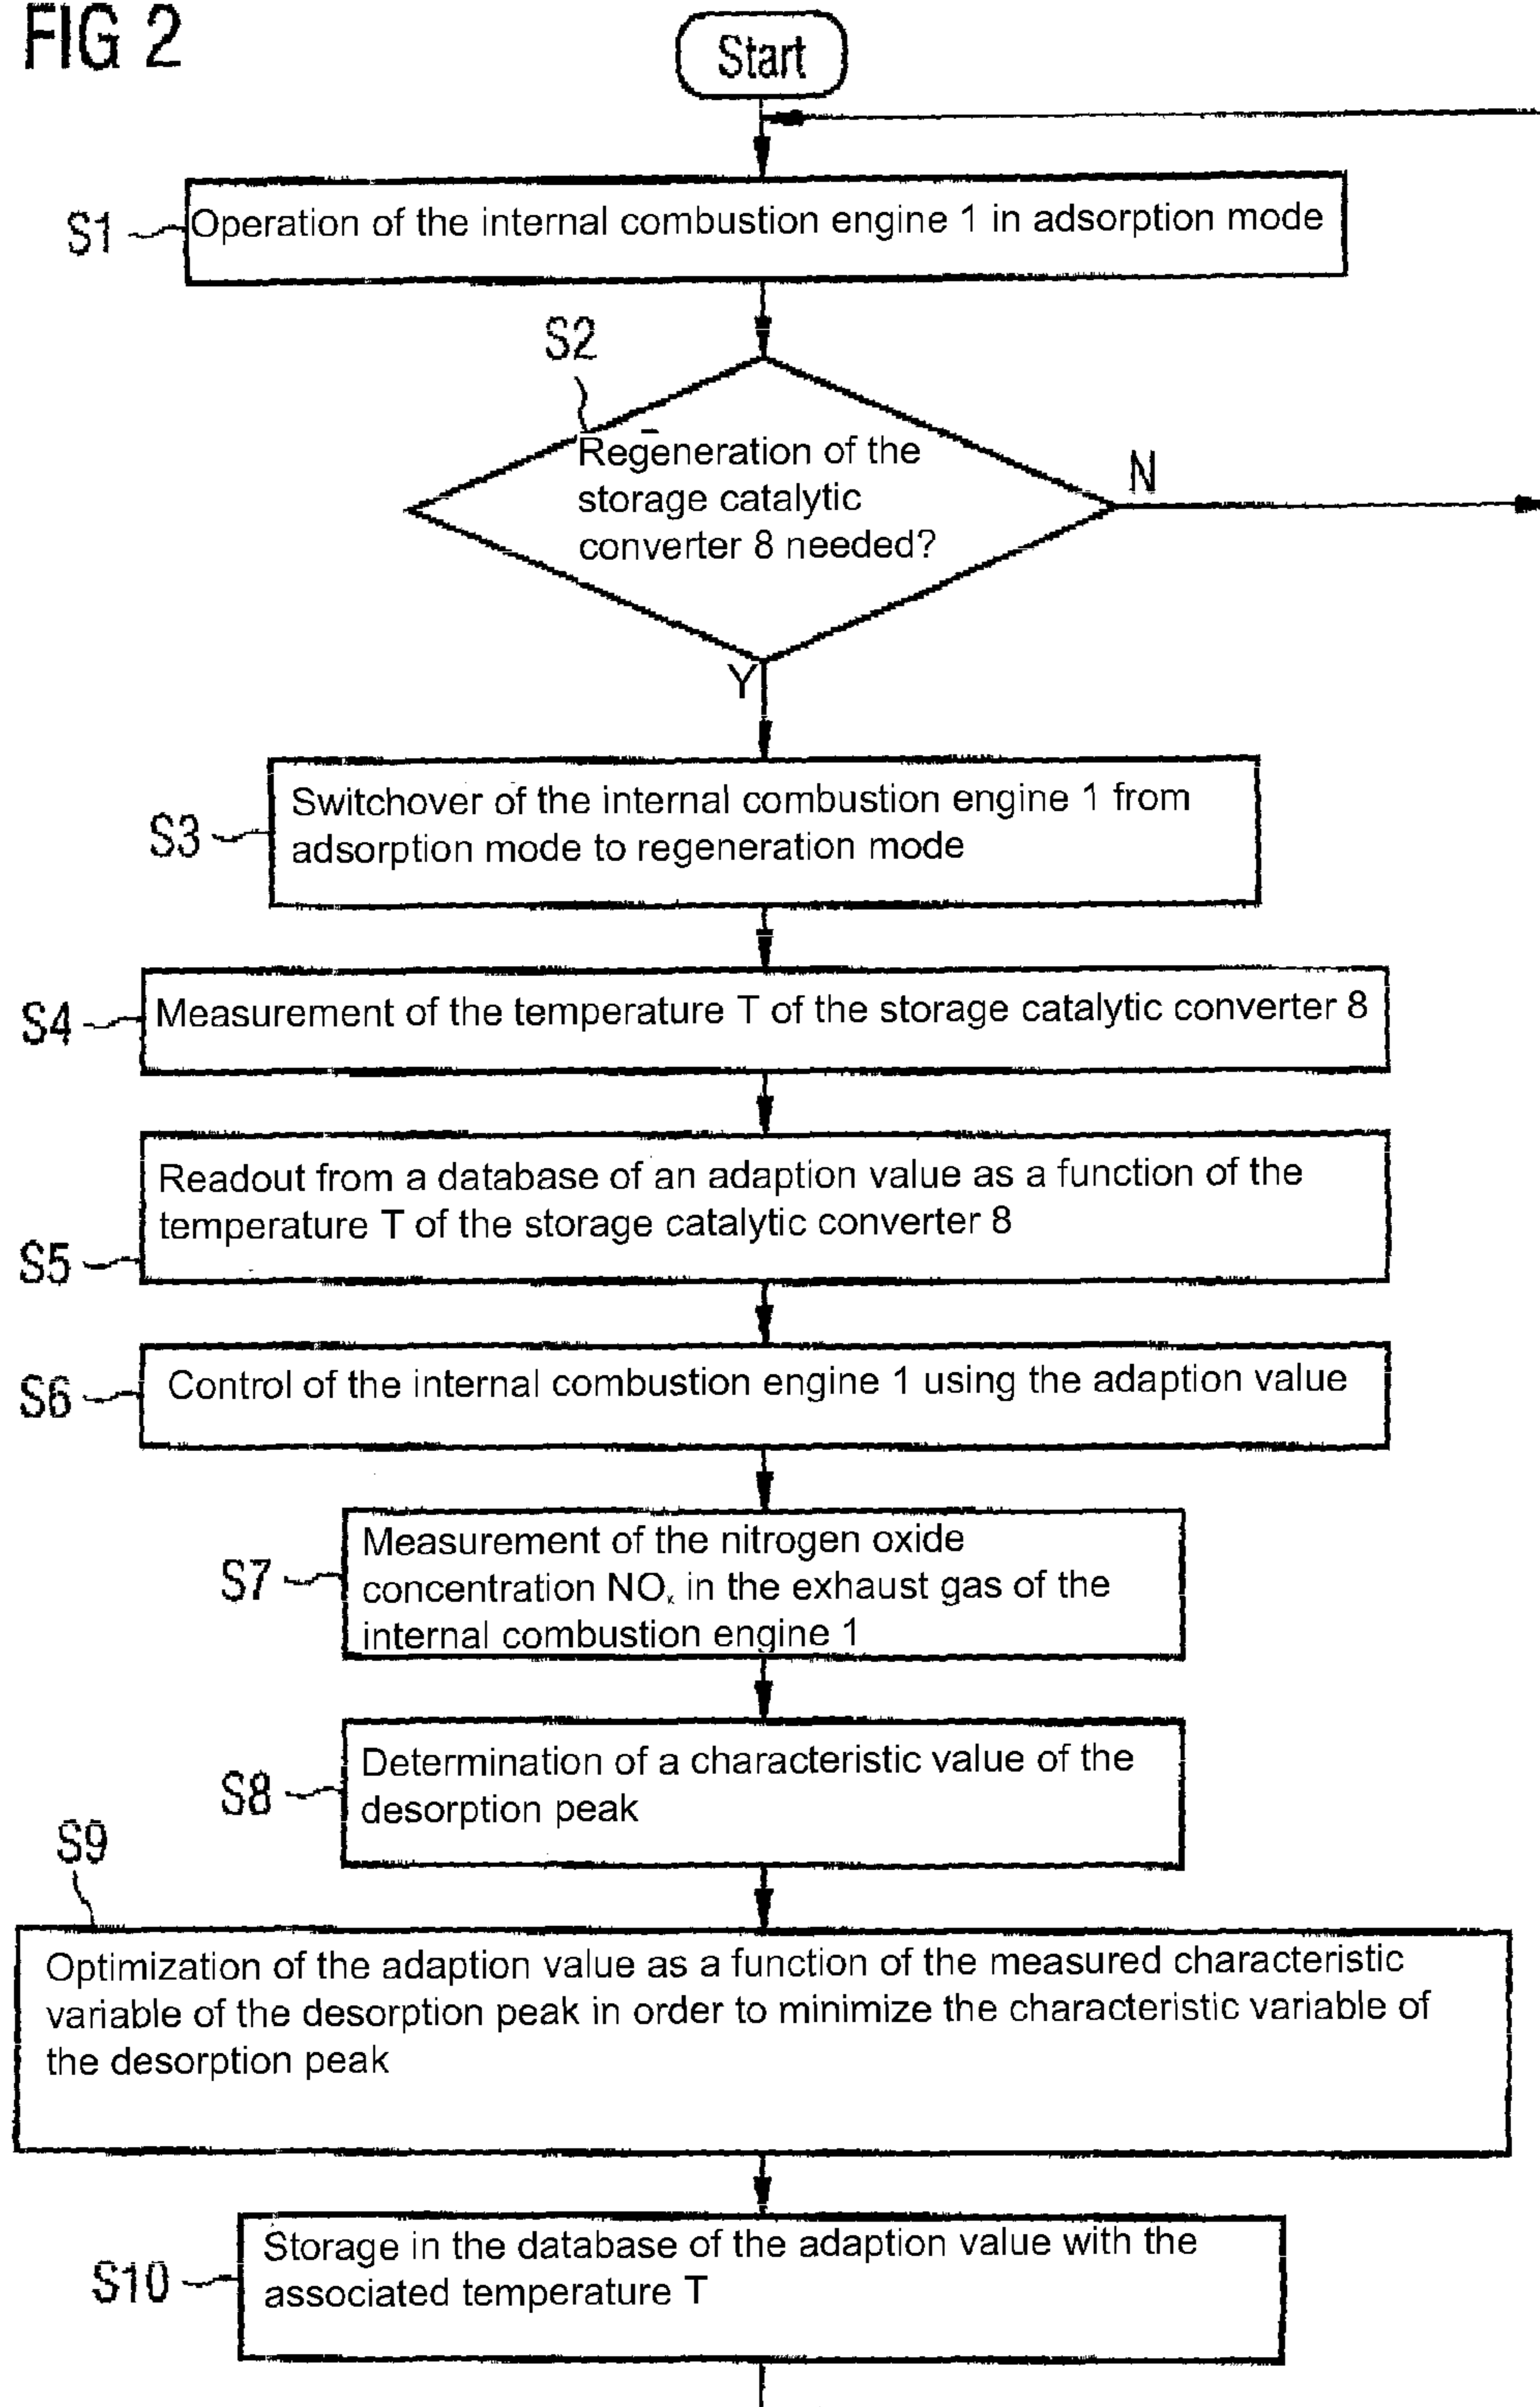 FIG 2
Start
S1
Operation of the internal combustion engine 1 in adsorption mode
S2
Regeneration of the
storage catalytic
converter 8 needed?
N
Y
S3
Switchover of the internal combustion engine 1 from
adsorption mode to regeneration mode
S4
Measurement of the temperature T of the storage catalytic converter 8
S5
Readout from a database of an adaption value as a function of the
temperature T of the storage catalytic converter 8
S6
Control of the internal combustion engine 1 using the adaption value
S7
Measurement of the nitrogen oxide
concentration NOₓ in the exhaust gas of the
internal combustion engine 1
S8
Determination of a characteristic value of the
desorption peak
S9
Optimization of the adaption value as a function of the measured characteristic
variable of the desorption peak in order to minimize the characteristic variable of
the desorption peak
S10
Storage in the database of the adaption value with the
associated temperature T